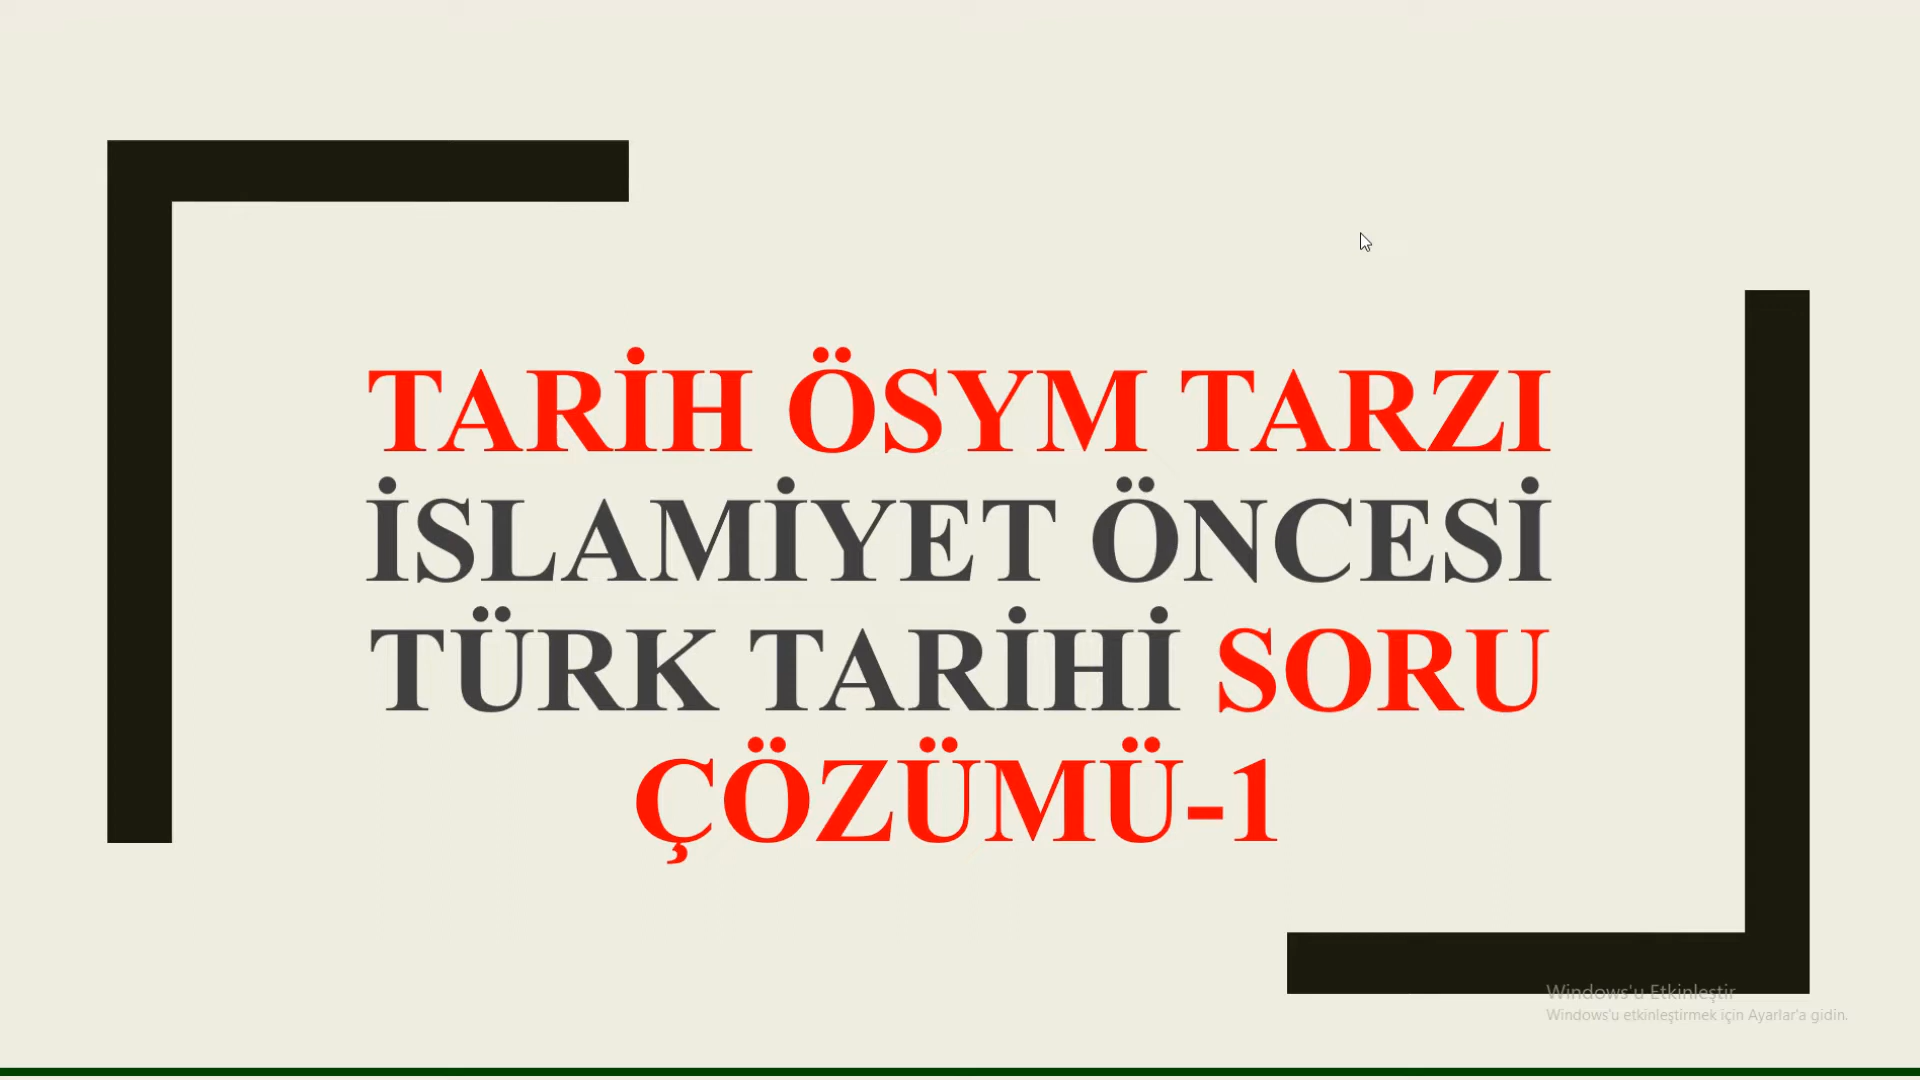 TARİH ÖSYM TARZI
İSLAMİYET ÖNCESİ
TÜRK TARİHİ SORU
ÇÖZÜMÜ-1
Windows'u Etkinleştir
Windows'u etkinleştirmek için Ayarlar'a gidin.